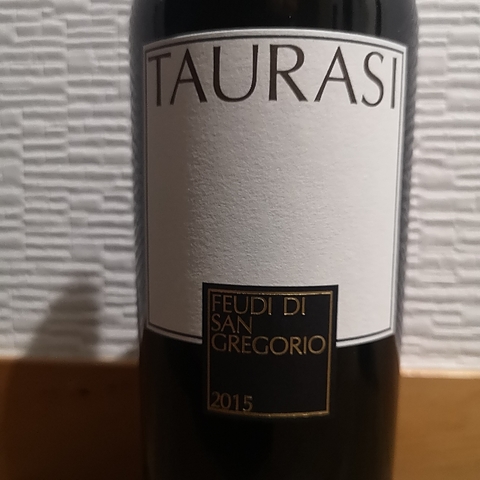 TAURASI
FEUDI DI
SAN
GREGORIO
2015